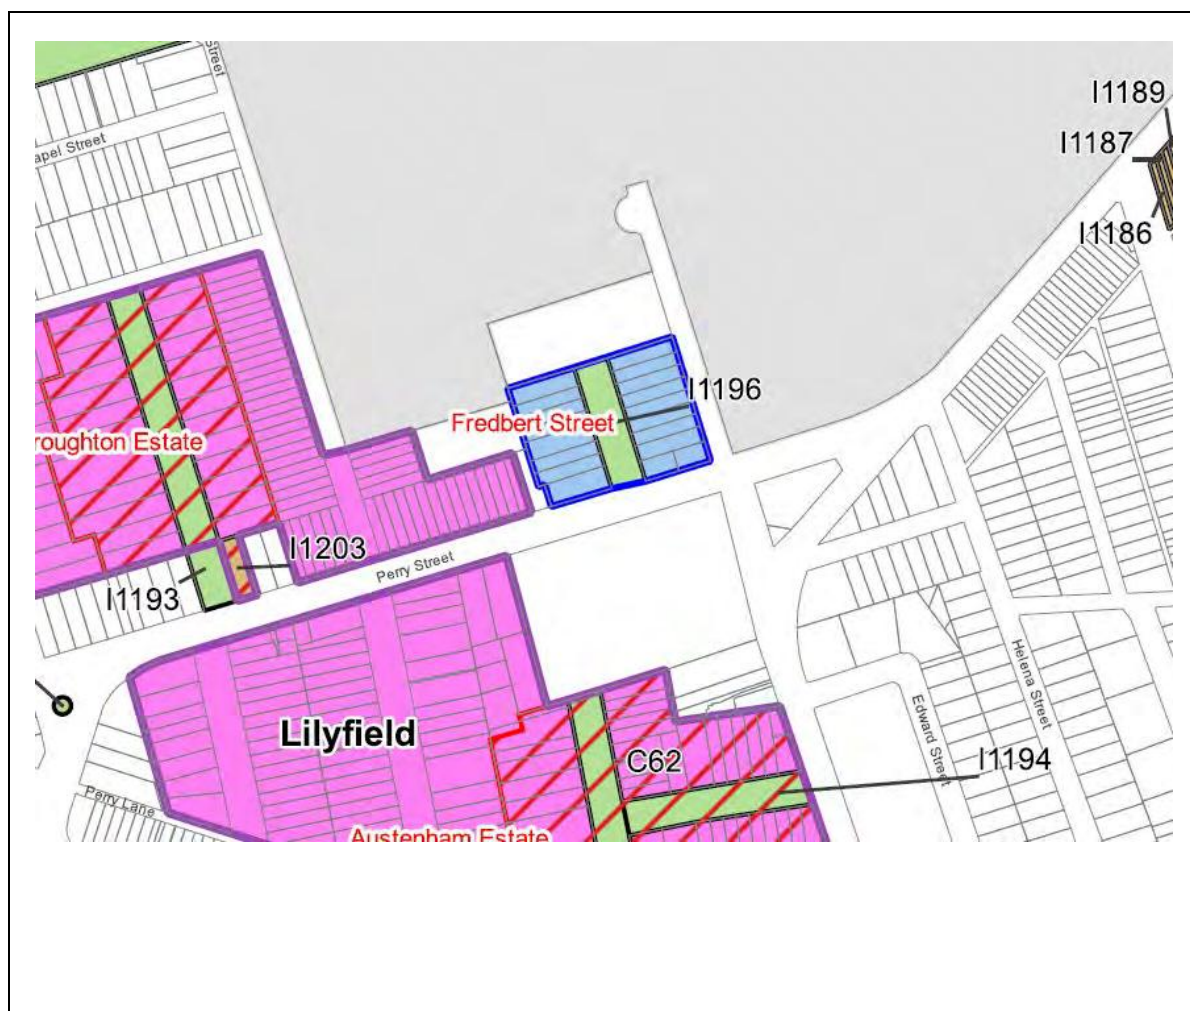 Street
I1189
apel Street
I1187
I1186
I1196
Fredbert Street
roughton Estate
I1203
Perry Street
I1193
Helena Street
Lilyfield
Edward Street
C62
I1194
Perry Lane
Austenham Estate